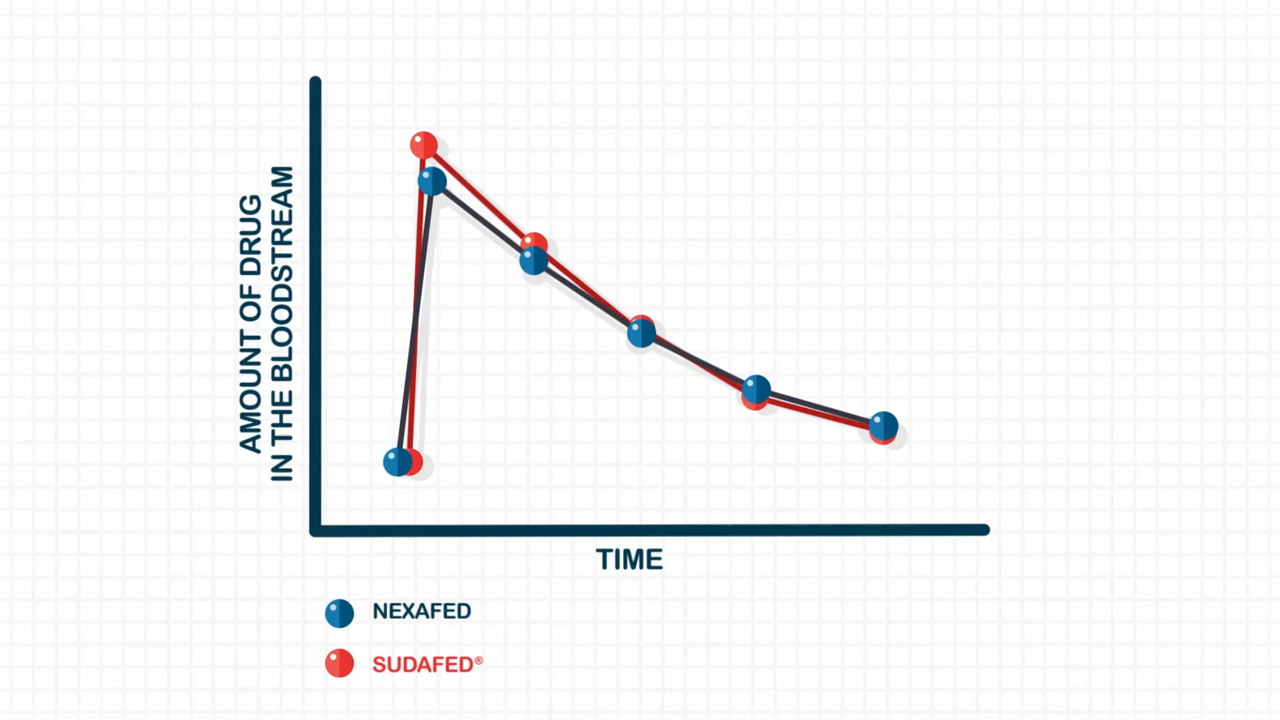 AMOUNT OF DRUG
IN THE BLOODSTREAM
TIME
NEXAFED
SUDAFED®